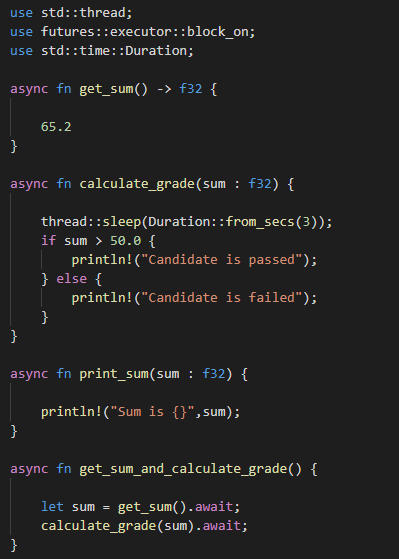 use std::thread;
use futures::executor::block_on;
use std::time::Duration;
async fn get_sum() -> f32 {
65.2
}
async fn calculate_grade(sum : f32) {
thread::sleep(Duration::from_secs(3));
if sum > 50.0 {
println!("Candidate is passed");
} else {
println!("Candidate is failed");
}
}
async fn print_sum(sum : f32) {
println!("Sum is {}",sum);
}
async fn get_sum_and_calculate_grade() {
let sum = get_sum().await;
calculate_grade(sum).await;
}